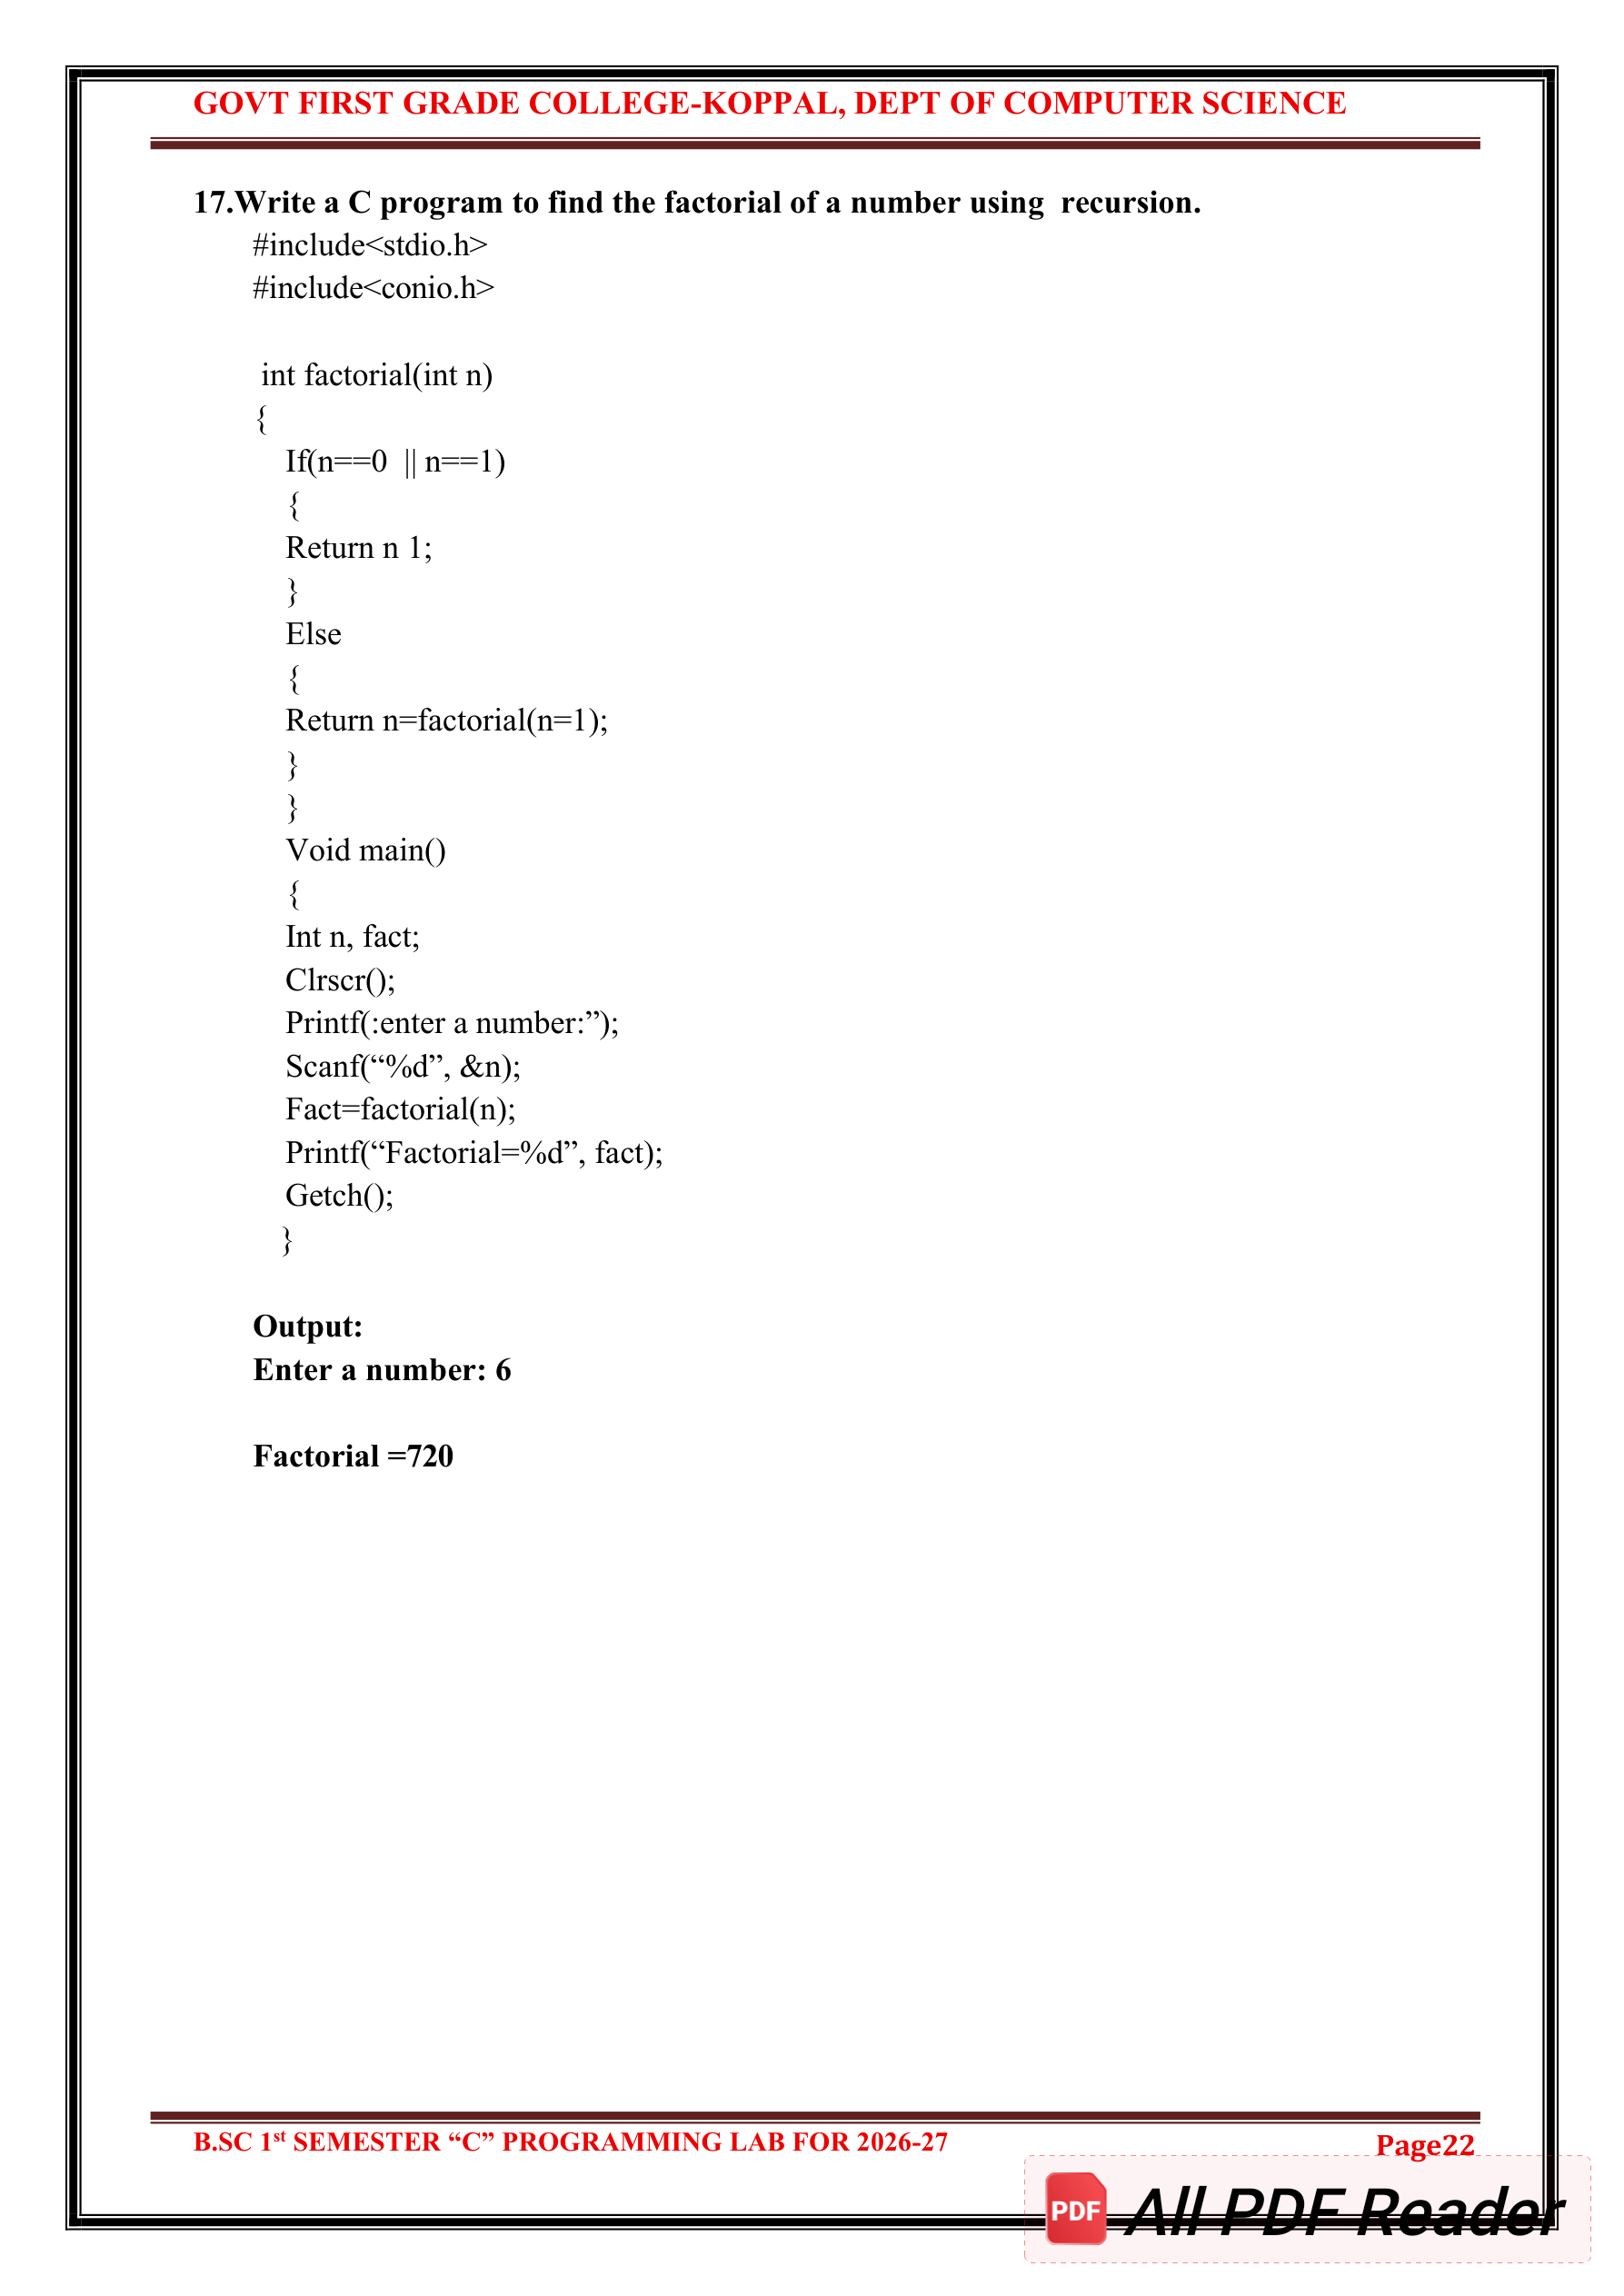 GOVT FIRST GRADE COLLEGE-KOPPAL, DEPT OF COMPUTER SCIENCE
17.Write a C program to find the factorial of a number using  recursion.
#include<stdio.h>
#include<conio.h>
int factorial(int n)
{
If(n==0  || n==1)
{
Return n 1;
}
Else
{
Return n=factorial(n=1);
}
}
Void main()
{
Int n, fact;
Clrscr();
Printf(:enter a number:”);
Scanf(“%d”, &n);
Fact=factorial(n);
Printf(“Factorial=%d”, fact);
Getch();
}
Output:
Enter a number: 6
Factorial =720
B.SC 1st SEMESTER “C” PROGRAMMING LAB FOR 2026-27
Page22
PDF All PDF Reader